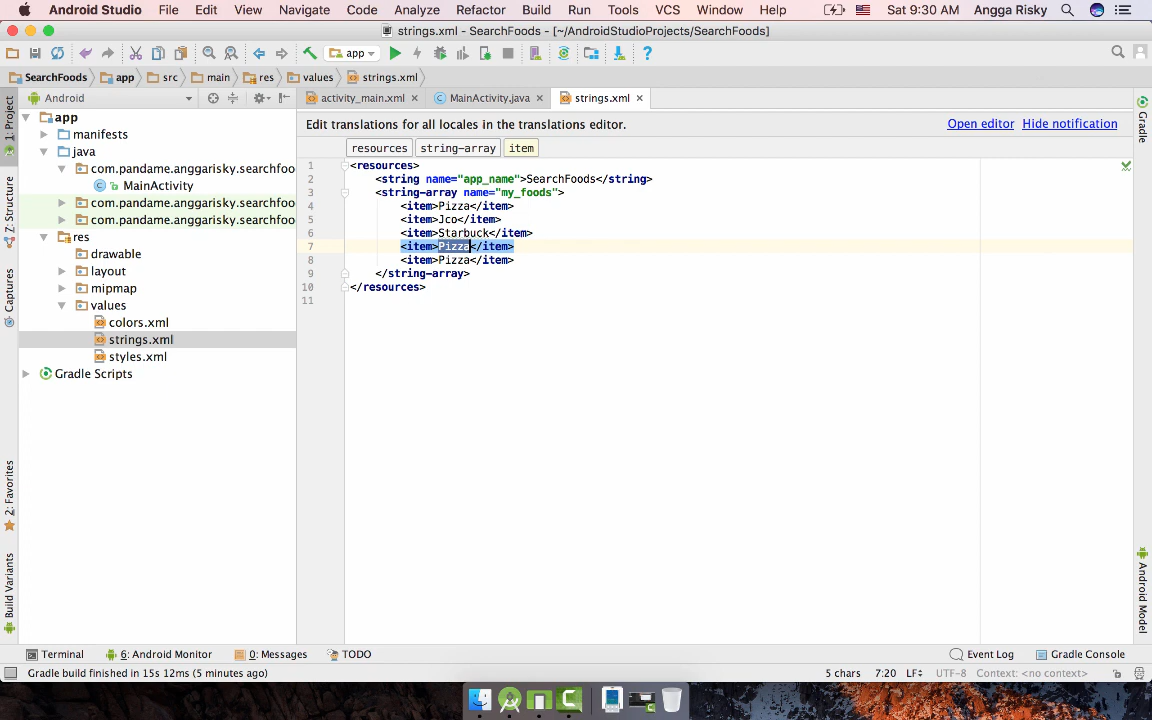 Android Studio File Edit View Navigate Code Analyze Refactor Build Run Tools VCS Window Help Sat 9:30 AM Angga Risky
strings.xml - SearchFoods - [~/AndroidStudioProjects/SearchFoods]
app
SearchFoods app src main res values strings.xml
Android
activity_main.xml MainActivity.java strings.xml
Edit translations for all locales in the translations editor. Open editor Hide notification
resources string-array item
1: Project
Z: Structure
Captures
2: Favorites
Build Variants
app
manifests
java
com.pandame.anggarisky.searchfoo
MainActivity
com.pandame.anggarisky.searchfoo
com.pandame.anggarisky.searchfoo
res
drawable
layout
mipmap
values
colors.xml
strings.xml
styles.xml
Gradle Scripts
1 <resources>
2 <string name="app_name">SearchFoods</string>
3 <string-array name="my_foods">
4 <item>Pizza</item>
5 <item>Jco</item>
6 <item>Starbuck</item>
7 <item>Pizza</item>
8 <item>Pizza</item>
9 </string-array>
10 </resources>
11
Gradle
Android Model
Terminal 6: Android Monitor 0: Messages TODO Event Log Gradle Console
Gradle build finished in 15s 12ms (5 minutes ago) 5 chars 7:20 LF UTF-8 Context: <no context>